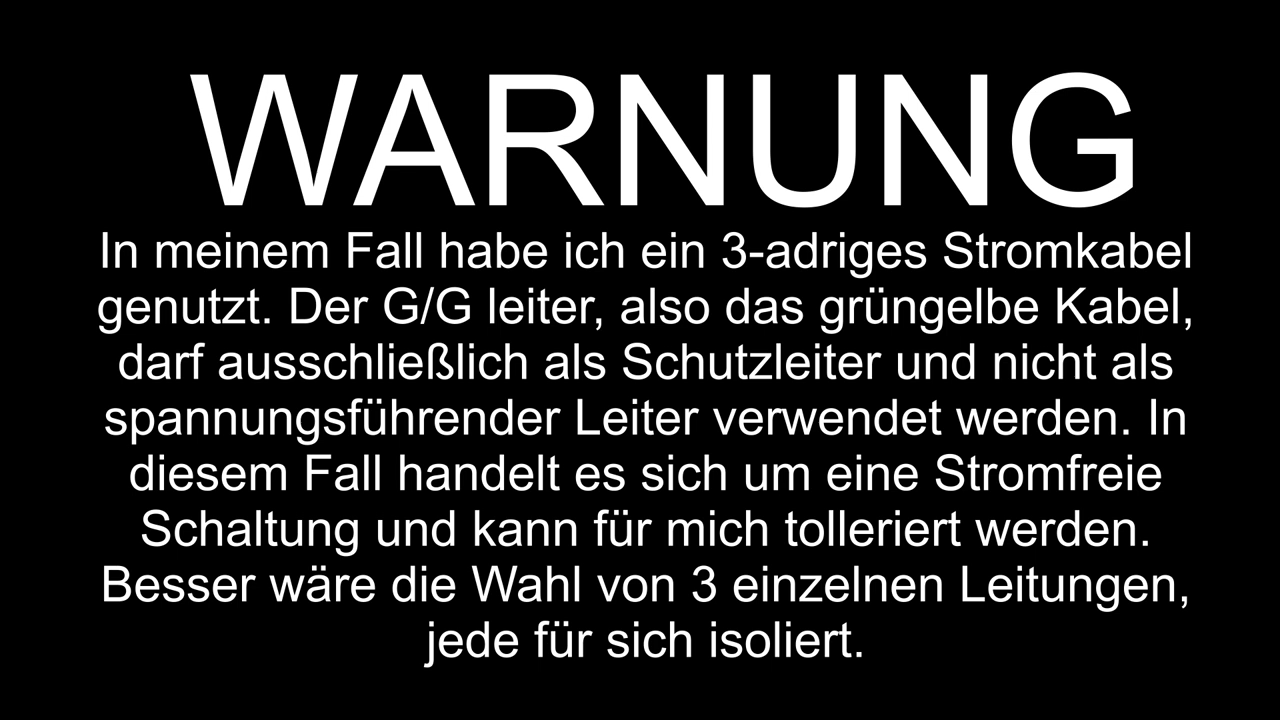 WARNUNG
In meinem Fall habe ich ein 3-adriges Stromkabel
genutzt. Der G/G leiter, also das grüngelbe Kabel,
darf ausschließlich als Schutzleiter und nicht als
spannungsführender Leiter verwendet werden. In
diesem Fall handelt es sich um eine Stromfreie
Schaltung und kann für mich tolleriert werden.
Besser wäre die Wahl von 3 einzelnen Leitungen,
jede für sich isoliert.